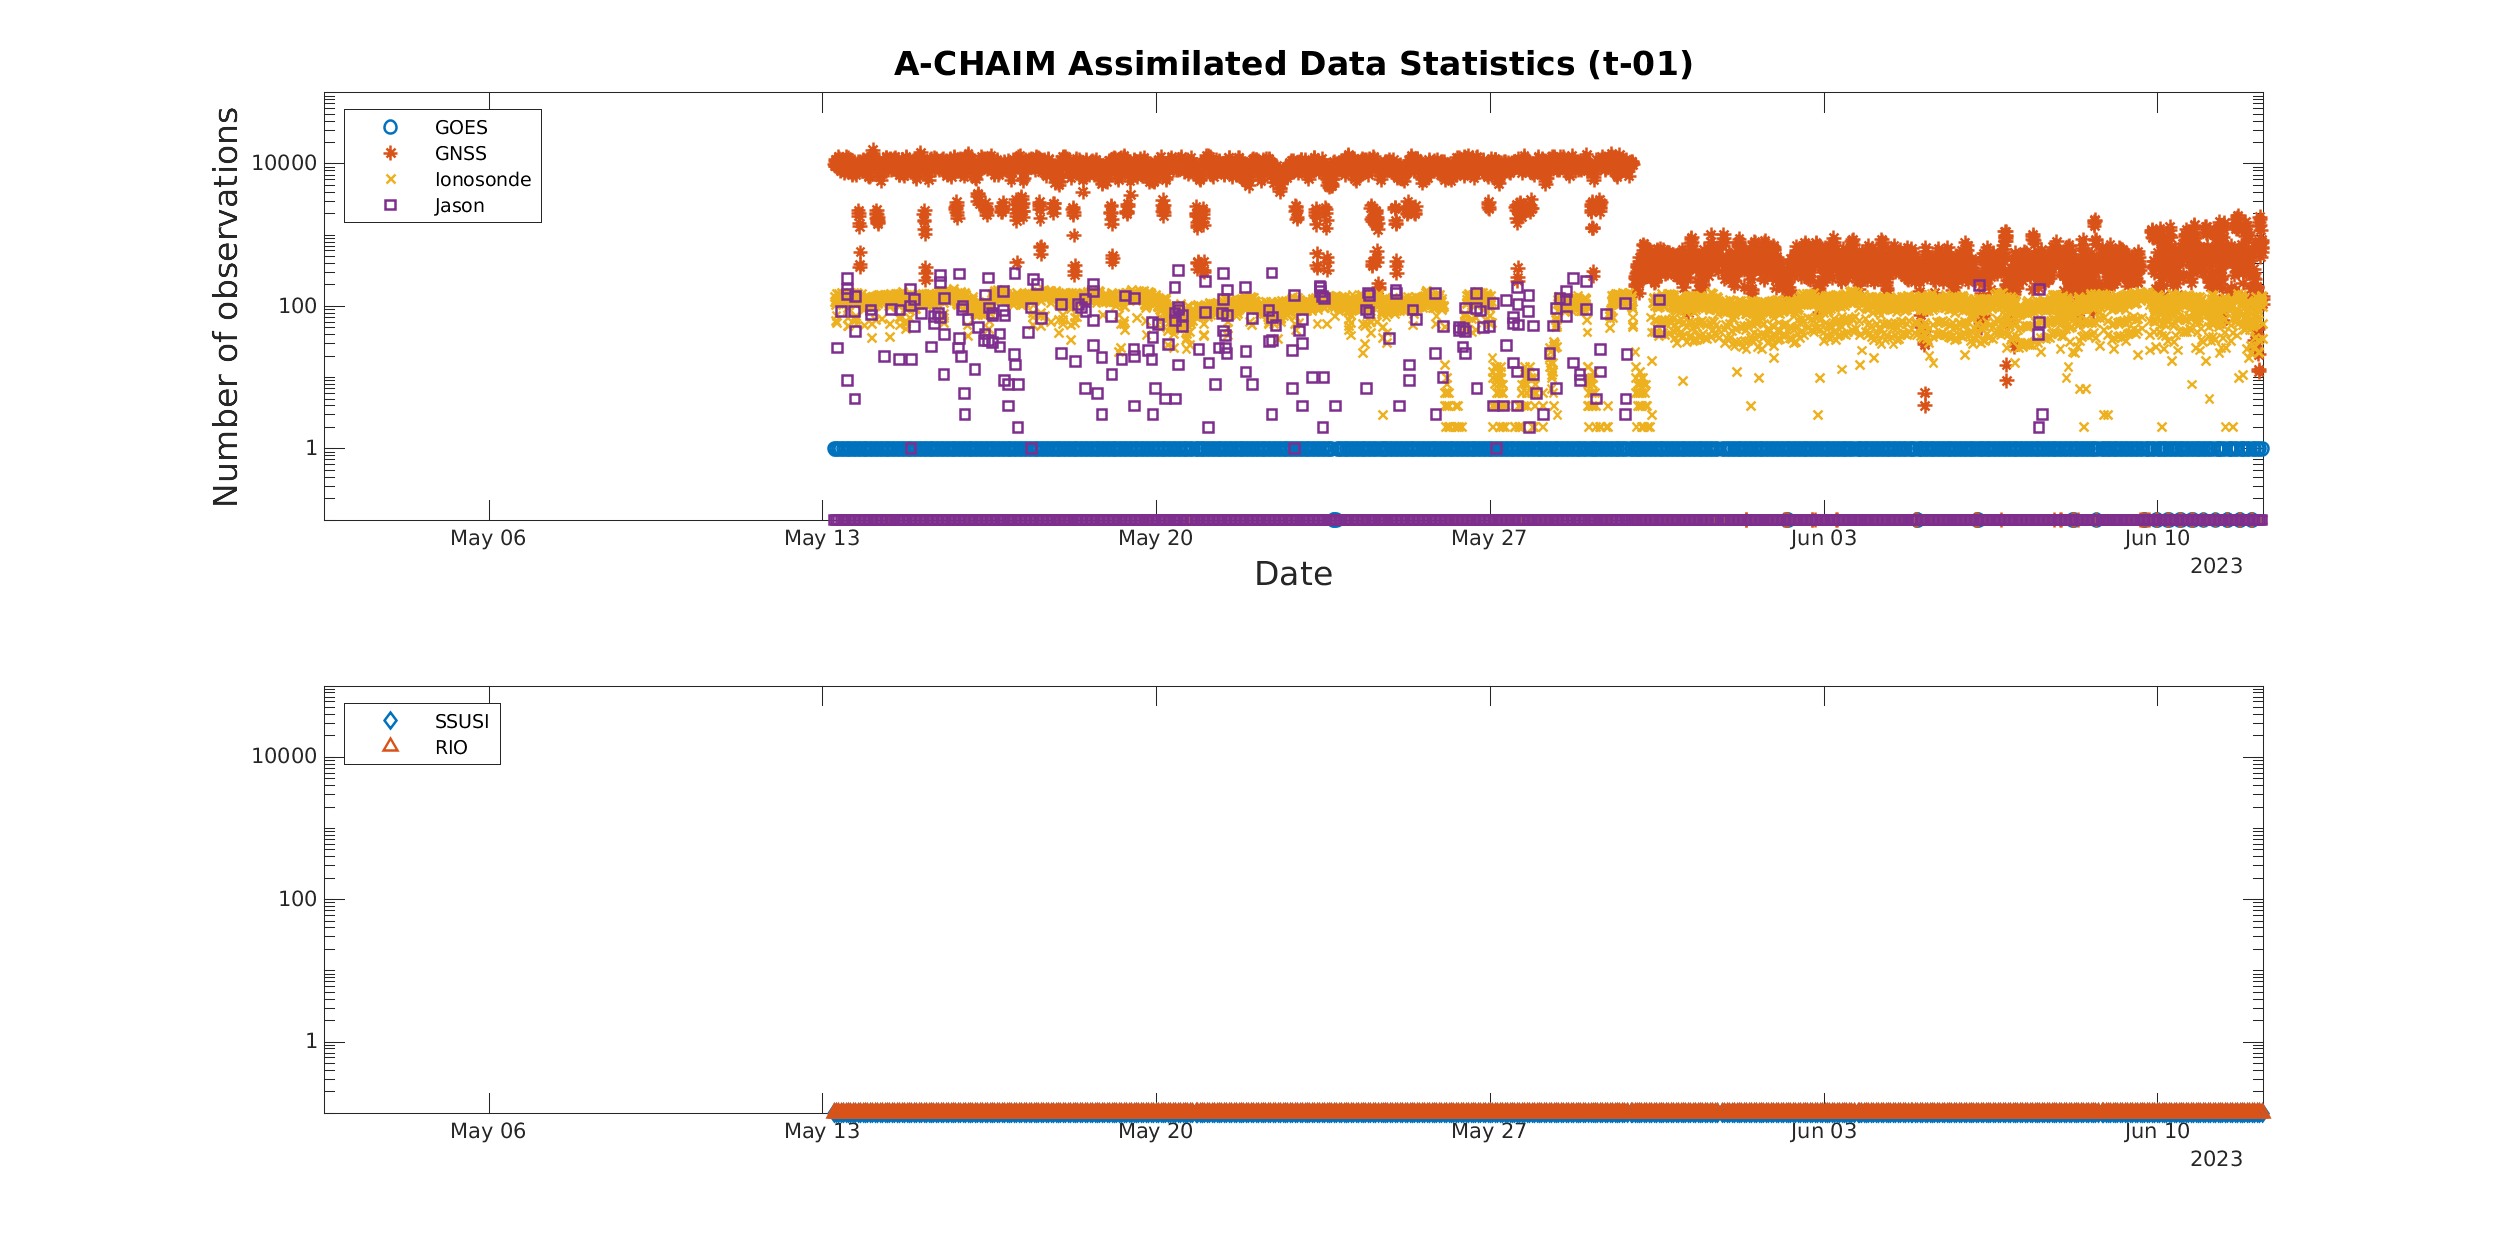 A-CHAIM Assimilated Data Statistics (t-01)
Number of observations
10000
100
1
GOES
GNSS
Ionosonde
Jason
May 06
May 13
May 20
May 27
Jun 03
Jun 10
2023
Date
10000
100
1
SSUSI
RIO
May 06
May 13
May 20
May 27
Jun 03
Jun 10
2023